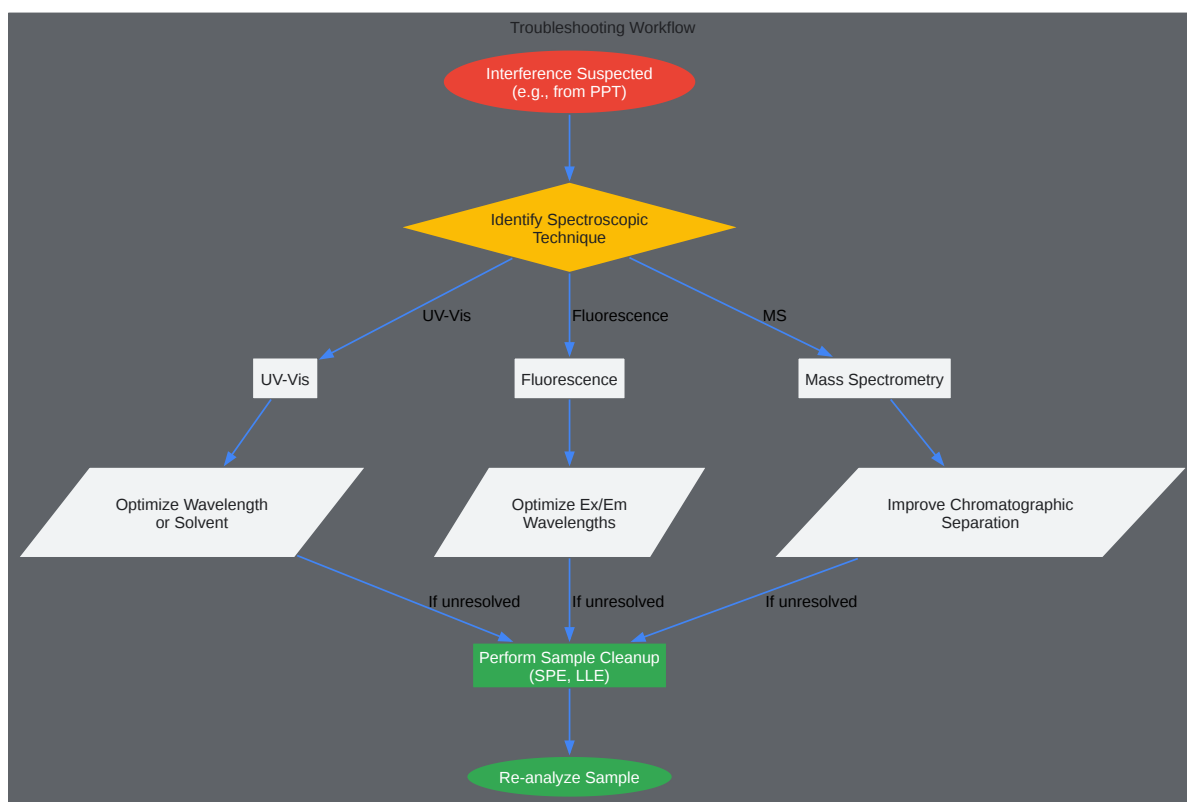 Troubleshooting Workflow
Interference Suspected
(e.g., from PPT)
Identify Spectroscopic
Technique
UV-Vis
Fluorescence
MS
UV-Vis
Fluorescence
Mass Spectrometry
Optimize Wavelength
or Solvent
Optimize Ex/Em
Wavelengths
Improve Chromatographic
Separation
If unresolved
If unresolved
If unresolved
Perform Sample Cleanup
(SPE, LLE)
Re-analyze Sample